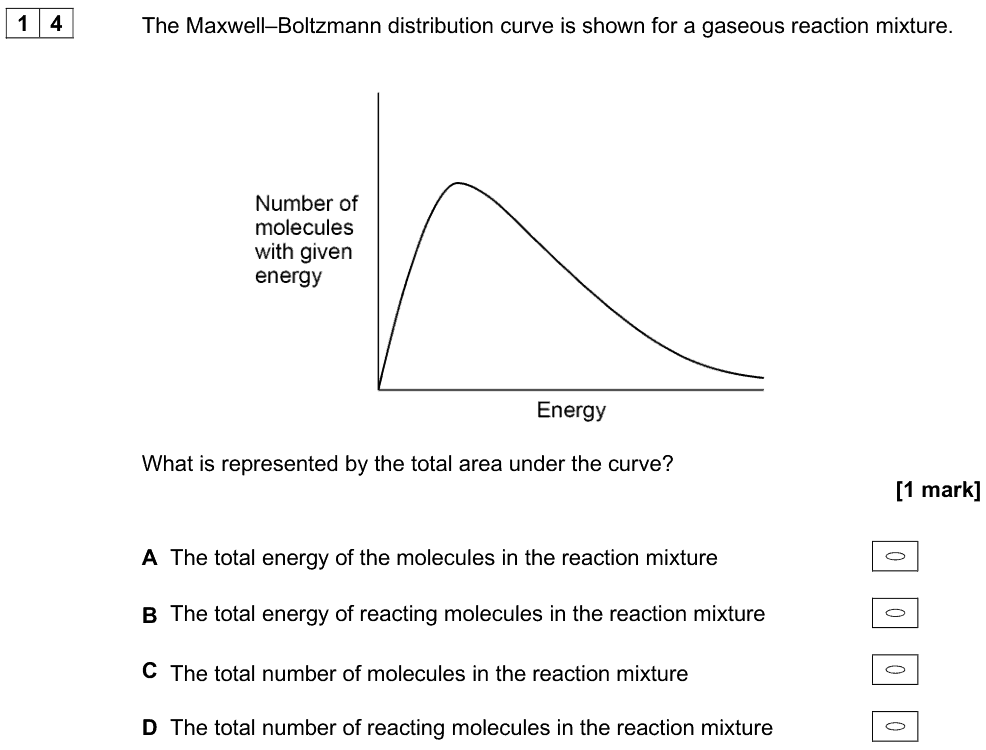 1 4
The Maxwell–Boltzmann distribution curve is shown for a gaseous reaction mixture.
Number of
molecules
with given
energy
Energy
What is represented by the total area under the curve?
[1 mark]
A The total energy of the molecules in the reaction mixture
B The total energy of reacting molecules in the reaction mixture
C The total number of molecules in the reaction mixture
D The total number of reacting molecules in the reaction mixture